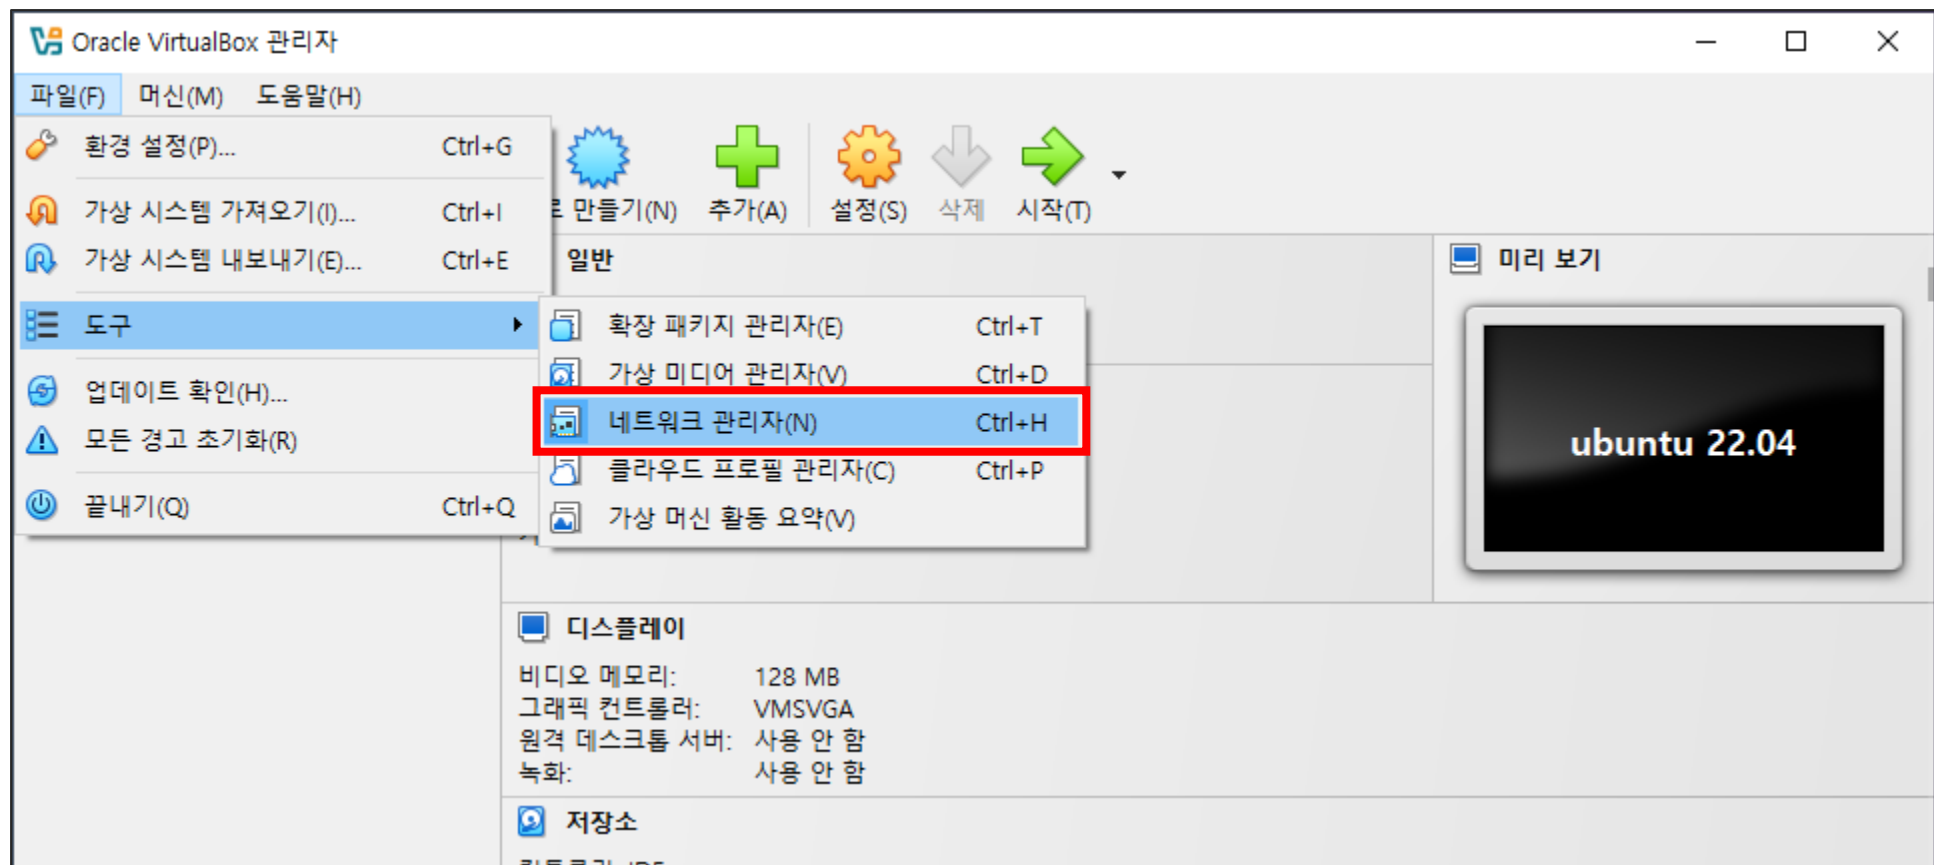 Oracle VirtualBox 관리자
파일(F) 머신(M) 도움말(H)
환경 설정(P)... Ctrl+G
가상 시스템 가져오기(I)... Ctrl+I
가상 시스템 내보내기(E)... Ctrl+E
도구
업데이트 확인(H)...
모든 경고 초기화(R)
끝내기(Q) Ctrl+Q
만들기(N) 추가(A) 설정(S) 삭제 시작(T)
일반
확장 패키지 관리자(E) Ctrl+T
가상 미디어 관리자(V) Ctrl+D
네트워크 관리자(N) Ctrl+H
클라우드 프로필 관리자(C) Ctrl+P
가상 머신 활동 요약(V)
미리 보기
ubuntu 22.04
디스플레이
비디오 메모리: 128 MB
그래픽 컨트롤러: VMSVGA
원격 데스크톱 서버: 사용 안 함
녹화: 사용 안 함
저장소